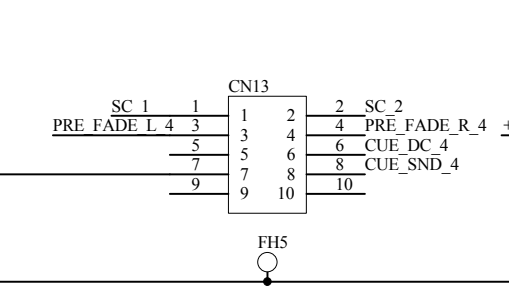 CN13
SC_1 1 1 2 2 SC_2
PRE_FADE_L_4 3 3 4 4 PRE_FADE_R_4 +
5 5 6 6 CUE_DC_4
7 7 8 8 CUE_SND_4
9 9 10 10
FH5